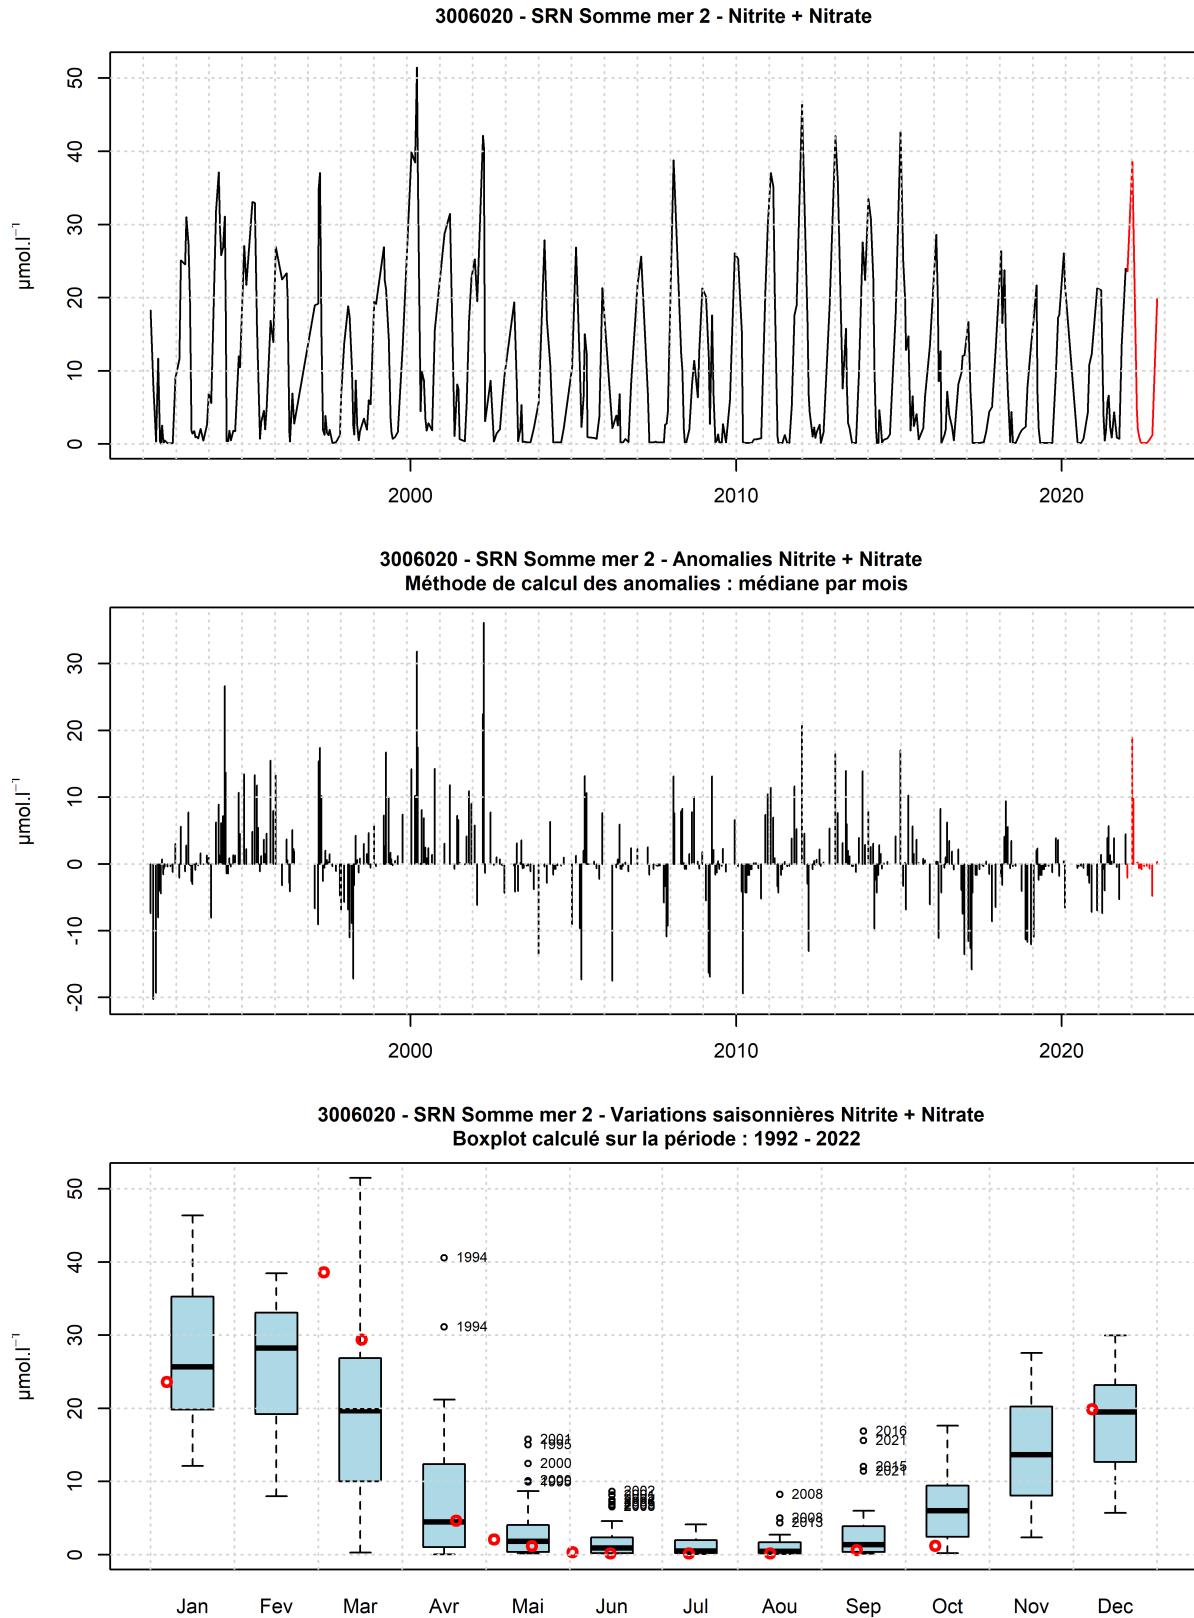 3006020 - SRN Somme mer 2 - Nitrite + Nitrate
50
40
30
20
10
0
µmol.l⁻¹
2000 2010 2020
3006020 - SRN Somme mer 2 - Anomalies Nitrite + Nitrate
Méthode de calcul des anomalies : médiane par mois
30
20
10
0
-10
-20
µmol.l⁻¹
2000 2010 2020
3006020 - SRN Somme mer 2 - Variations saisonnières Nitrite + Nitrate
Boxplot calculé sur la période : 1992 - 2022
50
40
30
20
10
0
µmol.l⁻¹
1994
1994
2001
1995
2000
2002
2008
2008
2013
2016
2021
2015
2021
Jan Fev Mar Avr Mai Jun Jul Aou Sep Oct Nov Dec